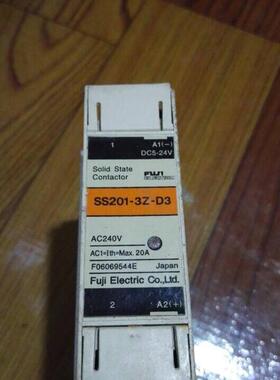 1 A1(−)
DC5-24V
Solid State
Contactor
FUJI
ELECTRIC
SS201-3Z-D3
AC240V
AC1=Ith=Max. 20A
F06069544E Japan
Fuji Electric Co.,Ltd.
2 A2(+)